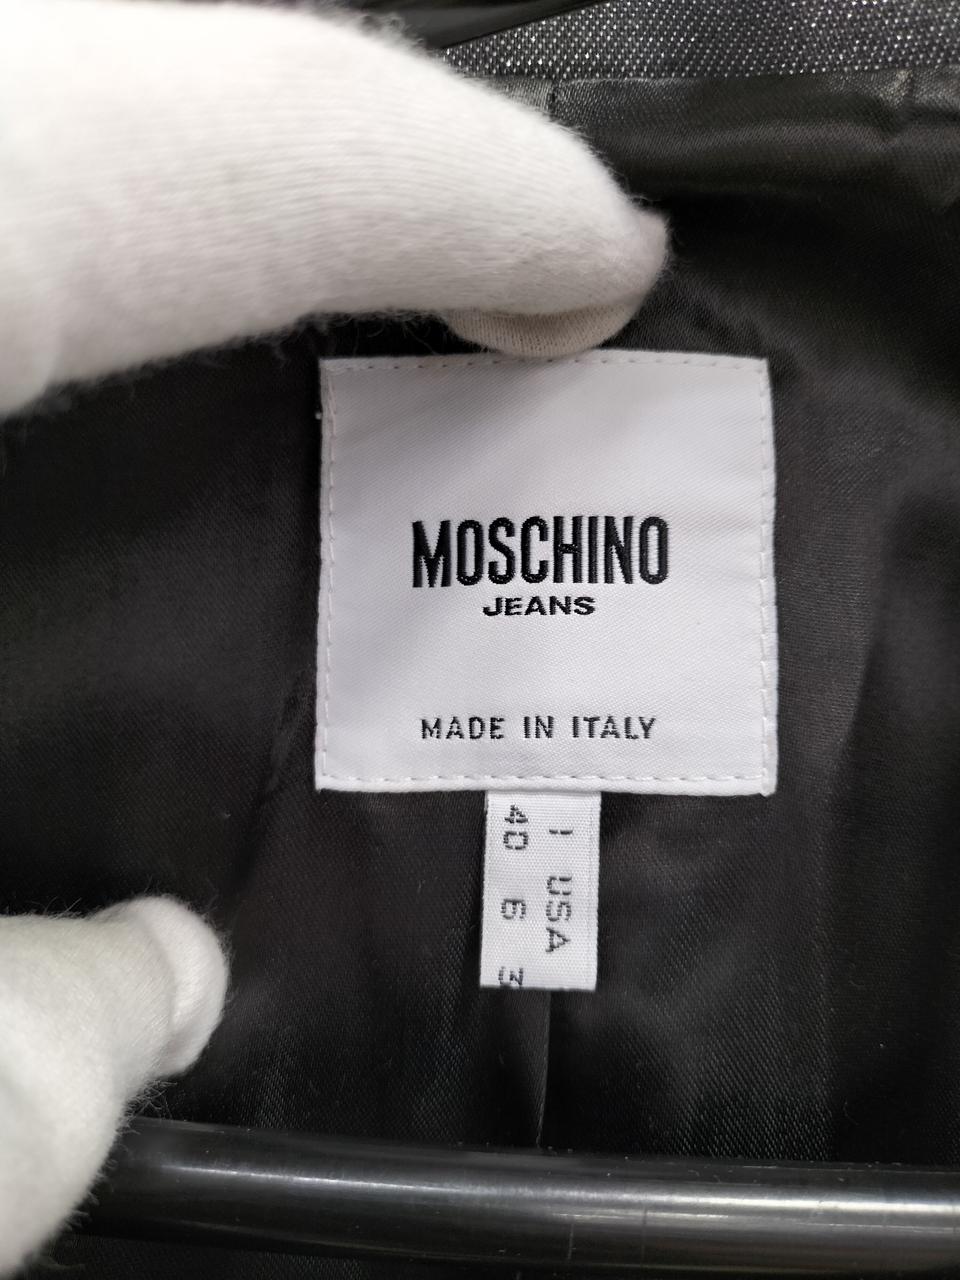 MOSCHINO
JEANS
MADE IN ITALY
I USA
40 6